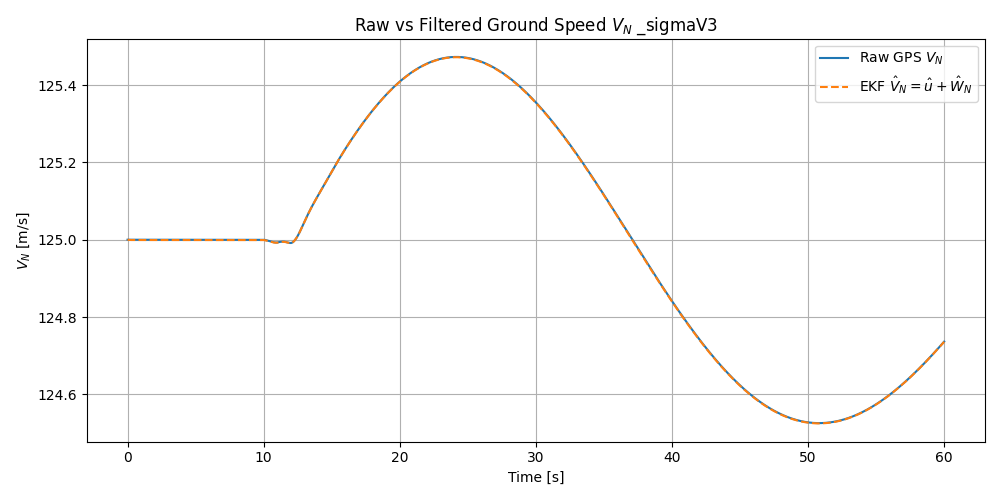 Raw vs Filtered Ground Speed $V_N$ _sigmaV3
Raw GPS $V_N$
EKF $\hat{V}_N = \hat{u} + \hat{W}_N$
125.4
125.2
125.0
124.8
124.6
$V_N$ [m/s]
0 10 20 30 40 50 60
Time [s]